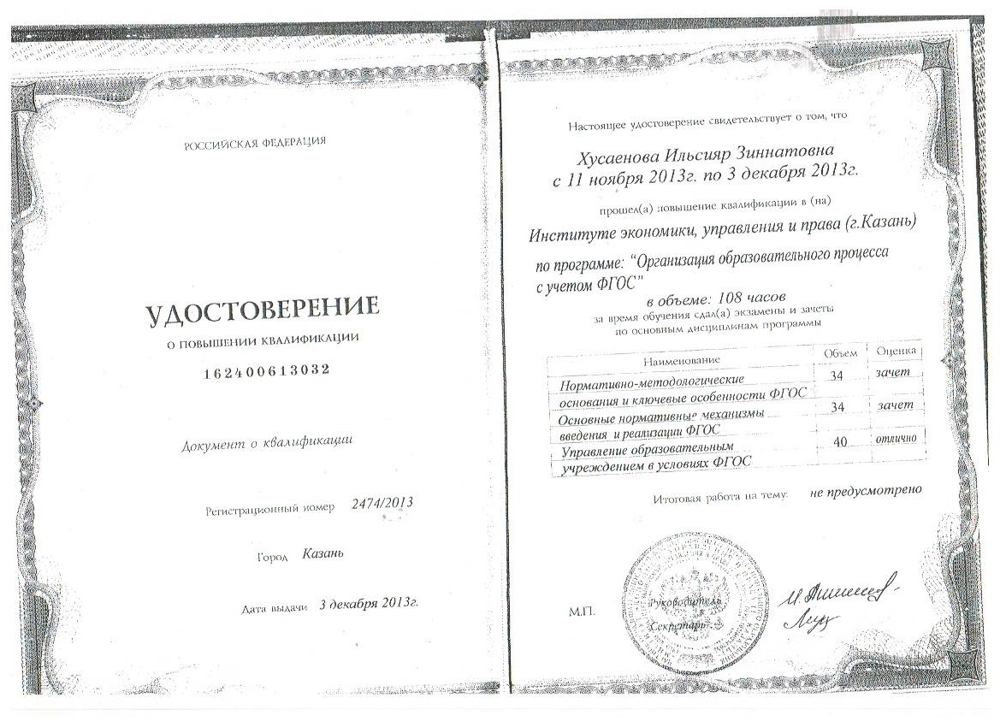 РОССИЙСКАЯ ФЕДЕРАЦИЯ
УДОСТОВЕРЕНИЕ
О ПОВЫШЕНИИ КВАЛИФИКАЦИИ
162400613032
Документ о квалификации
Регистрационный номер 2474/2013
Город Казань
Дата выдачи 3 декабря 2013г.
Настоящее удостоверение свидетельствует о том, что
Хусаенова Ильсияр Зиннатовна
с 11 ноября 2013г. по 3 декабря 2013г.
прошел(а) повышение квалификации в (на)
Институте экономики, управления и права (г.Казань)
по программе: “Организация образовательного процесса
с учетом ФГОС”
в объеме: 108 часов
за время обучения сдал(а) экзамены и зачеты
по основным дисциплинам программы
Наименование Объем Оценка
Нормативно-методологические 34 зачет
основания и ключевые особенности ФГОС
Основные нормативные механизмы 34 зачет
введения и реализации ФГОС
Управление образовательным 40 отлично
учреждением в условиях ФГОС
Итоговая работа на тему: не предусмотрено
М.П.
Руководитель
Секретарь